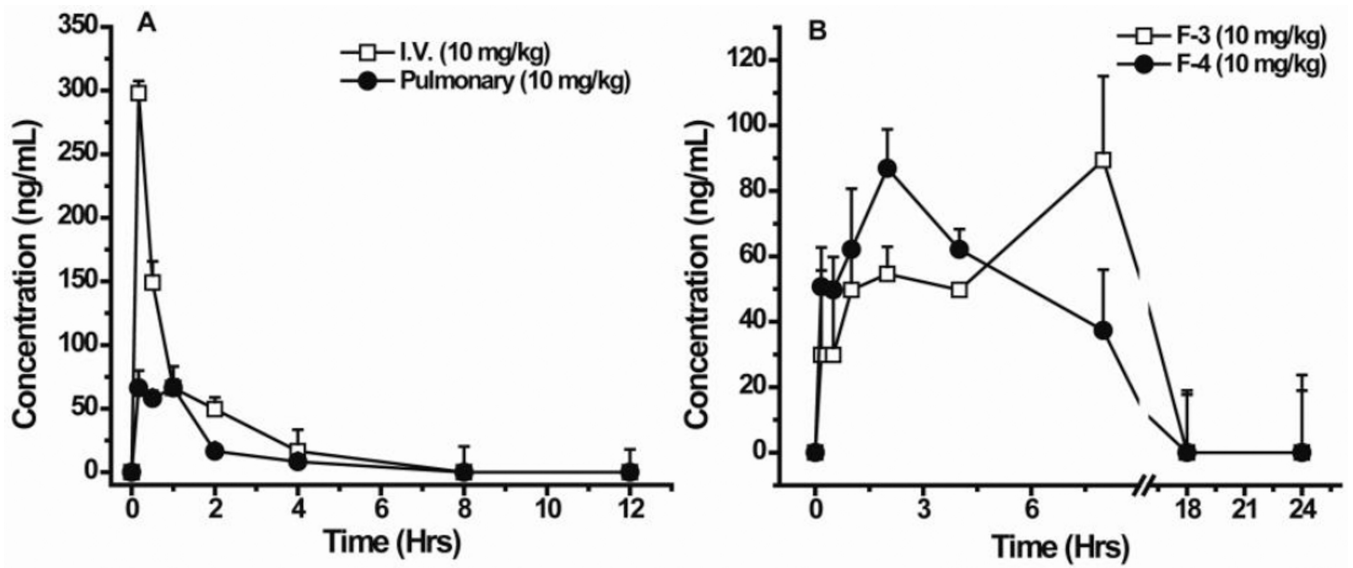 A
I.V. (10 mg/kg)
Pulmonary (10 mg/kg)
Concentration (ng/mL)
350
300
250
200
150
100
50
0
0 2 4 6 8 10 12
Time (Hrs)
B
F-3 (10 mg/kg)
F-4 (10 mg/kg)
Concentration (ng/mL)
120
100
80
60
40
20
0
0 3 6 18 21 24
Time (Hrs)